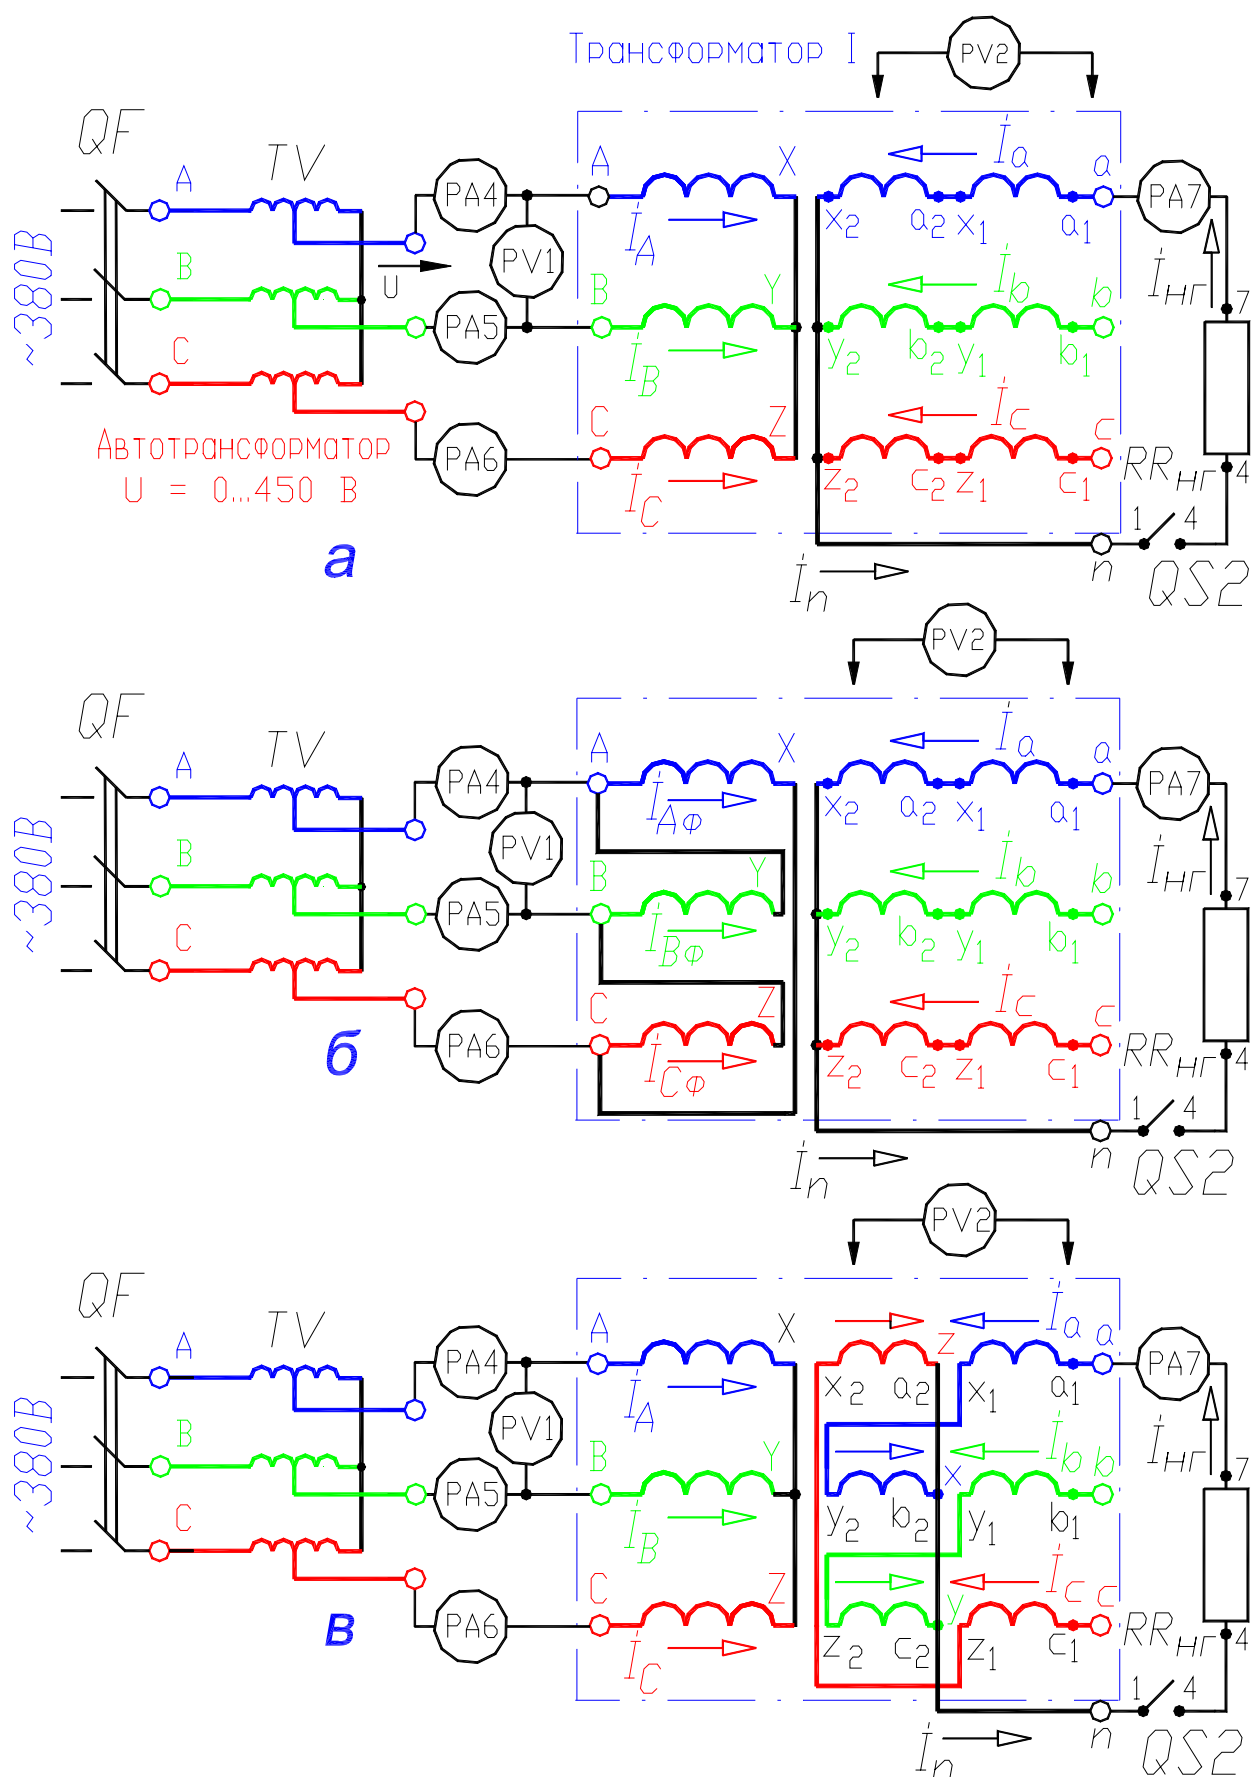 Трансформатор I
PV2
QF
TV
A
PA4
A
X
İa
a
PA7
~380В
İA
x2
a2
x1
a1
B
U
PV1
B
Y
İb
b
İнг
7
PA5
İB
y2
b2
y1
b1
C
C
Z
İc
c
Автотрансформатор
U = 0...450 В
PA6
İC
z2
c2
z1
c1
RRнг
4
1
4
а
İn
n
QS2
PV2
QF
TV
A
PA4
A
X
İa
a
PA7
~380В
İAф
x2
a2
x1
a1
B
PV1
B
Y
İb
b
İнг
7
PA5
İBф
y2
b2
y1
b1
C
C
Z
İc
c
PA6
İCф
z2
c2
z1
c1
RRнг
4
б
1
4
İn
n
QS2
PV2
QF
TV
A
PA4
A
X
z
İa
a
PA7
~380В
İA
x2
a2
x1
a1
B
PV1
B
Y
x
İb
b
İнг
7
PA5
İB
y2
b2
y1
b1
C
C
Z
y
İc
c
PA6
İC
z2
c2
z1
c1
RRнг
4
в
1
4
İn
n
QS2